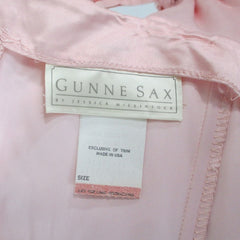 GUNNE SAX
BY JESSICA McCLINTOCK
EXCLUSIVE OF TRIM
MADE IN USA
SIZE